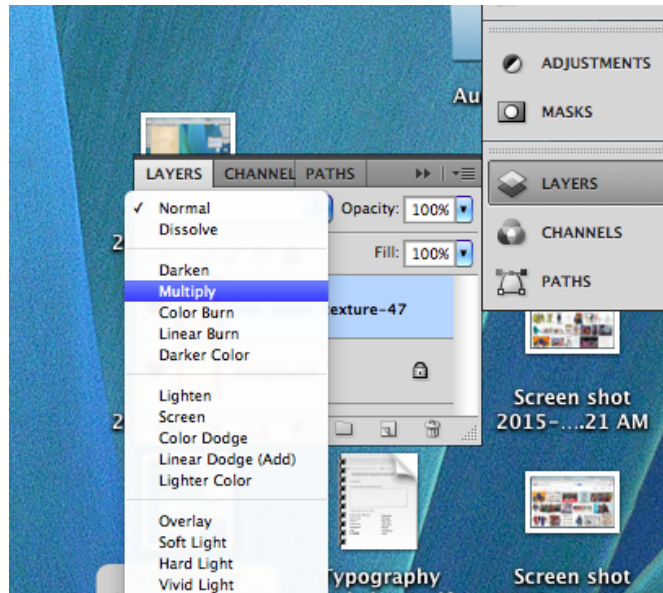 Au
ADJUSTMENTS
MASKS
LAYERS CHANNEL PATHS
LAYERS
CHANNELS
PATHS
✓ Normal
Opacity: 100%
Dissolve
2
Fill: 100%
Darken
Multiply
Color Burn
exture-47
Linear Burn
Darker Color
Lighten
Screen
Color Dodge
Linear Dodge (Add)
Lighter Color
2
Screen shot
2015-....21 AM
Overlay
Soft Light
Hard Light
Vivid Light
Typography
Screen shot